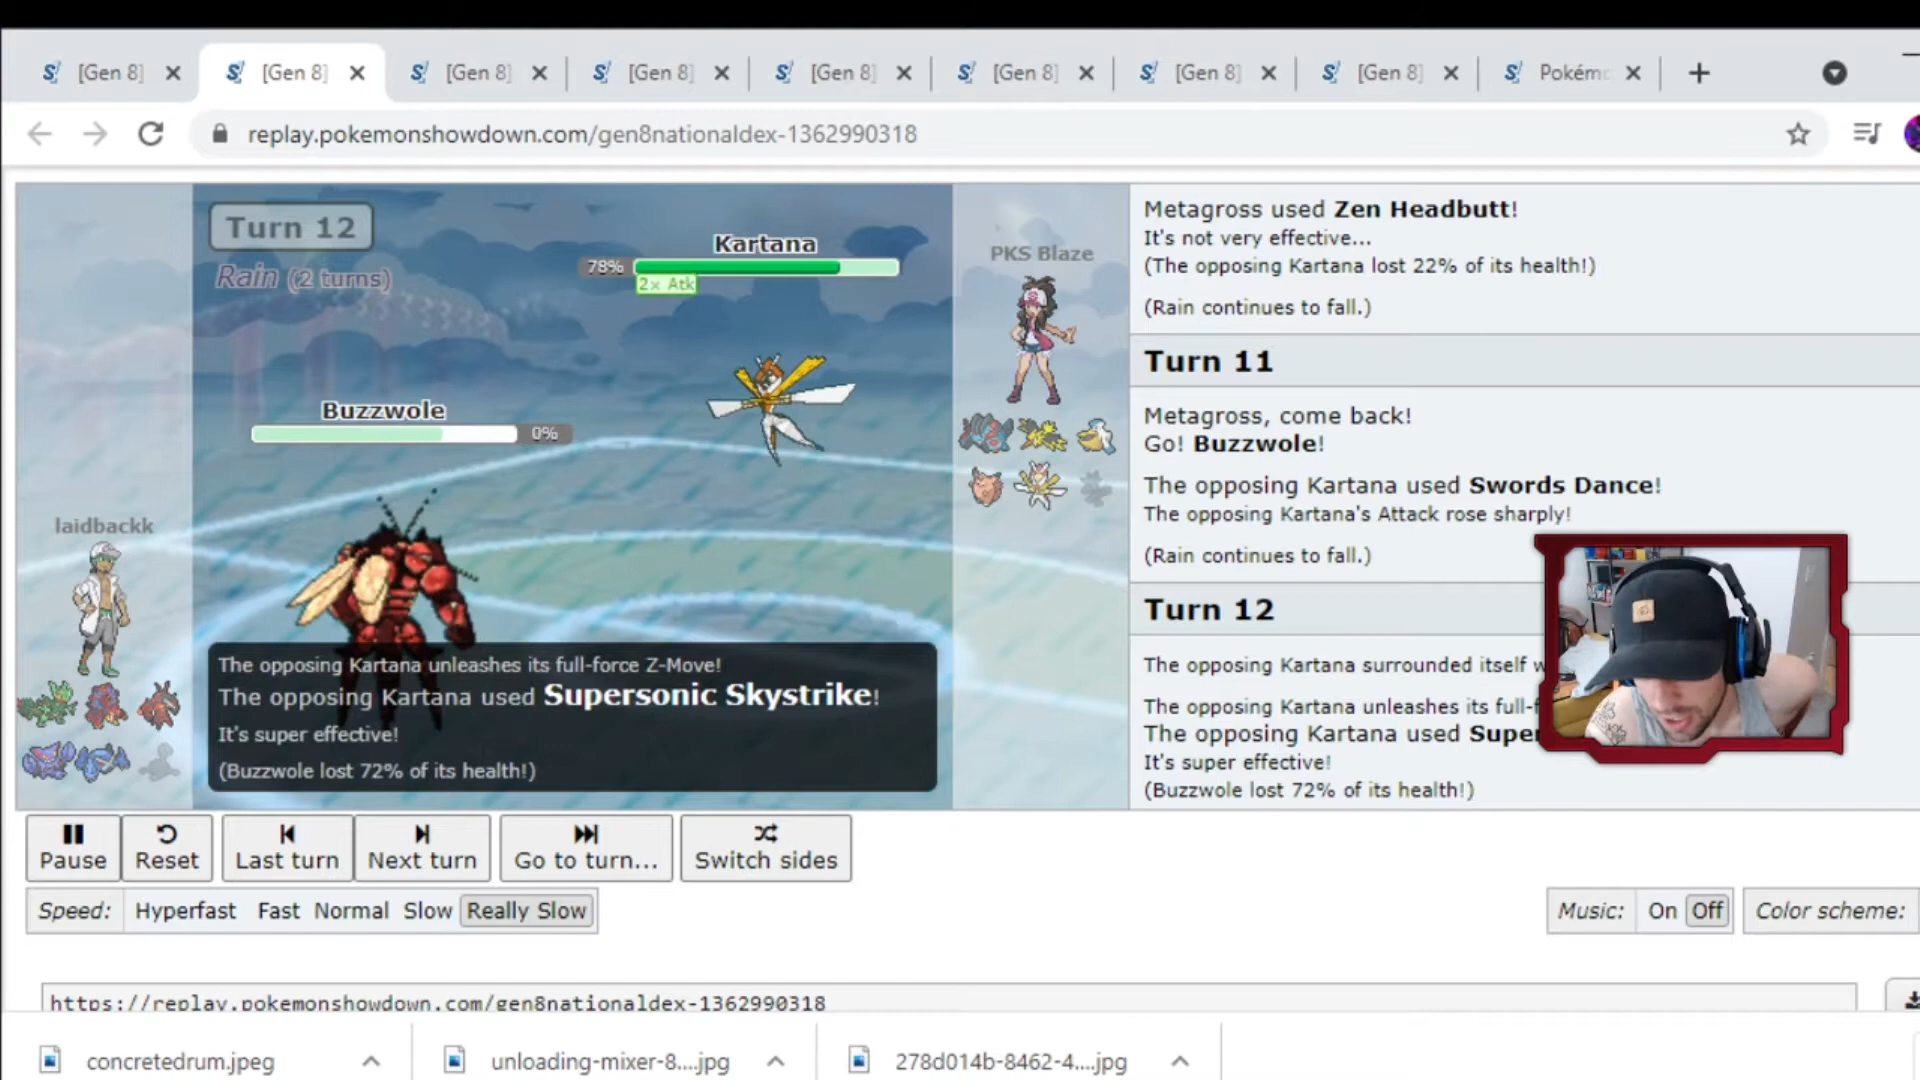 [Gen 8]
[Gen 8]
[Gen 8]
[Gen 8]
[Gen 8]
[Gen 8]
[Gen 8]
[Gen 8]
Pokémo
replay.pokemonshowdown.com/gen8nationaldex-1362990318
Turn 12
Rain (2 turns)
Kartana
78%
2× Atk
Buzzwole
0%
laidbackk
PKS Blaze
The opposing Kartana unleashes its full-force Z-Move!
The opposing Kartana used Supersonic Skystrike!
It's super effective!
(Buzzwole lost 72% of its health!)
Metagross used Zen Headbutt!
It's not very effective...
(The opposing Kartana lost 22% of its health!)
(Rain continues to fall.)
Turn 11
Metagross, come back!
Go! Buzzwole!
The opposing Kartana used Swords Dance!
The opposing Kartana's Attack rose sharply!
(Rain continues to fall.)
Turn 12
The opposing Kartana surrounded itself w
The opposing Kartana unleashes its full-f
The opposing Kartana used Super
It's super effective!
(Buzzwole lost 72% of its health!)
Pause
Reset
Last turn
Next turn
Go to turn...
Switch sides
Speed: Hyperfast Fast Normal Slow Really Slow
Music: On Off
Color scheme:
https://replay.pokemonshowdown.com/gen8nationaldex-1362990318
concretedrum.jpeg
unloading-mixer-8....jpg
278d014b-8462-4....jpg